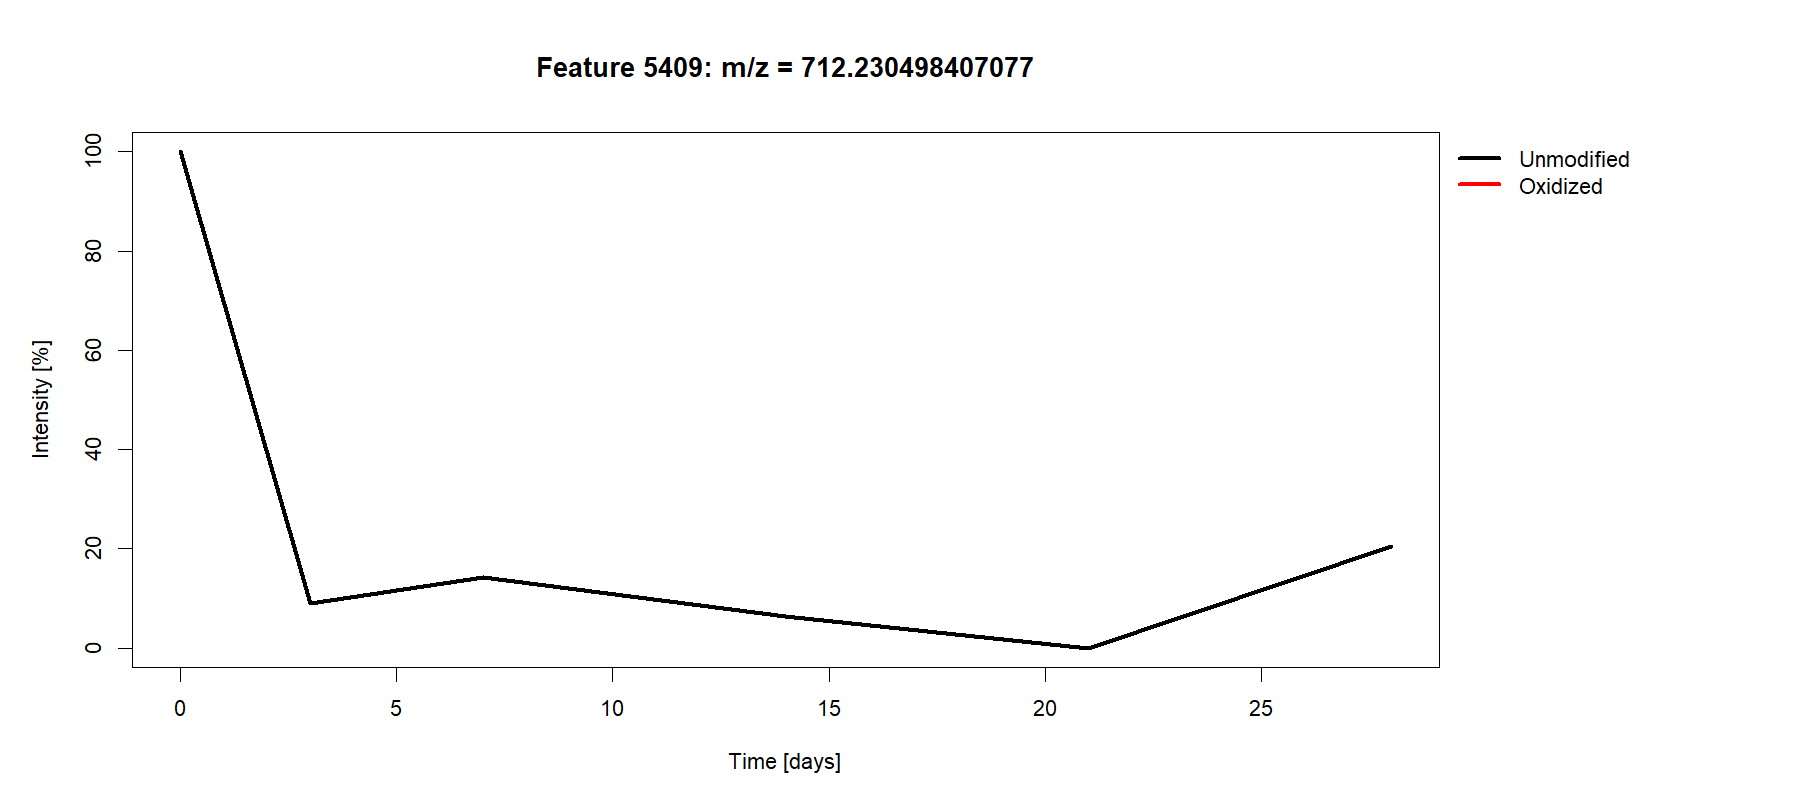 Feature 5409: m/z = 712.230498407077
Unmodified
Oxidized
Intensity [%]
100
80
60
40
20
0
0 5 10 15 20 25
Time [days]